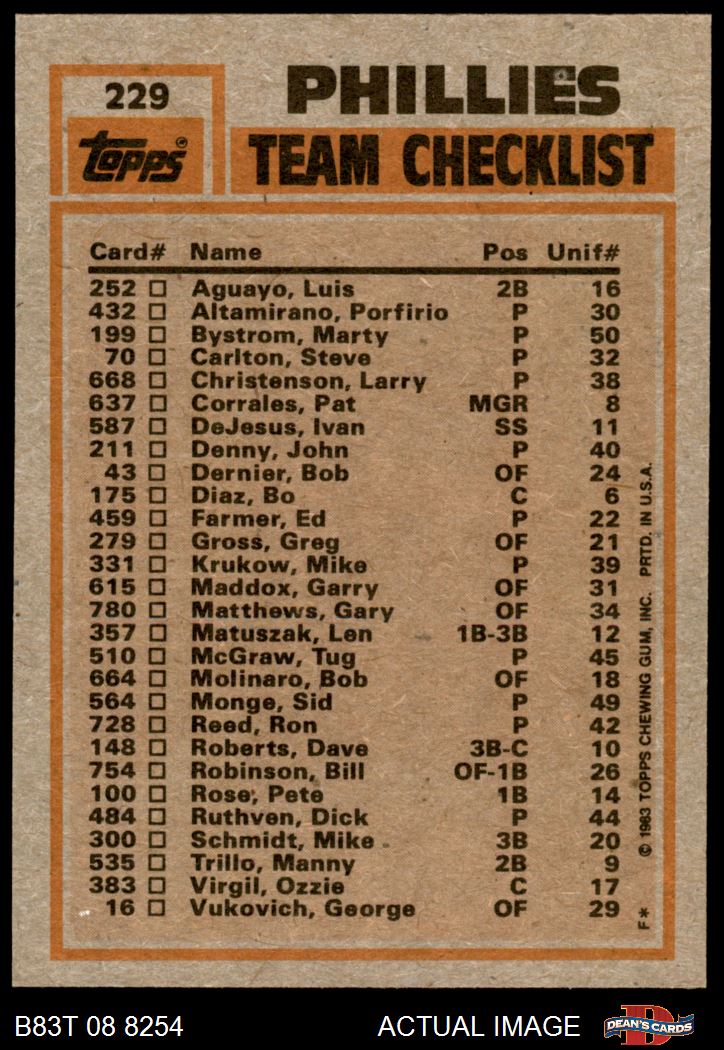 229
PHILLIES
Topps®
TEAM CHECKLIST
Card# Name Pos Unif#
252 Aguayo, Luis 2B 16
432 Altamirano, Porfirio P 30
199 Bystrom, Marty P 50
70 Carlton, Steve P 32
668 Christenson, Larry P 38
637 Corrales, Pat MGR 8
587 DeJesus, Ivan SS 11
211 Denny, John P 40
43 Dernier, Bob OF 24
175 Diaz, Bo C 6
459 Farmer, Ed P 22
279 Gross, Greg OF 21
331 Krukow, Mike P 39
615 Maddox, Garry OF 31
780 Matthews, Gary OF 34
357 Matuszak, Len 1B-3B 12
510 McGraw, Tug P 45
664 Molinaro, Bob OF 18
564 Monge, Sid P 49
728 Reed, Ron P 42
148 Roberts, Dave 3B-C 10
754 Robinson, Bill OF-1B 26
100 Rose, Pete 1B 14
484 Ruthven, Dick P 44
300 Schmidt, Mike 3B 20
535 Trillo, Manny 2B 9
383 Virgil, Ozzie C 17
16 Vukovich, George OF 29
F* © 1983 TOPPS CHEWING GUM, INC. PRTD. IN U.S.A.
B83T 08 8254 ACTUAL IMAGE
D
DEAN'S CARDS